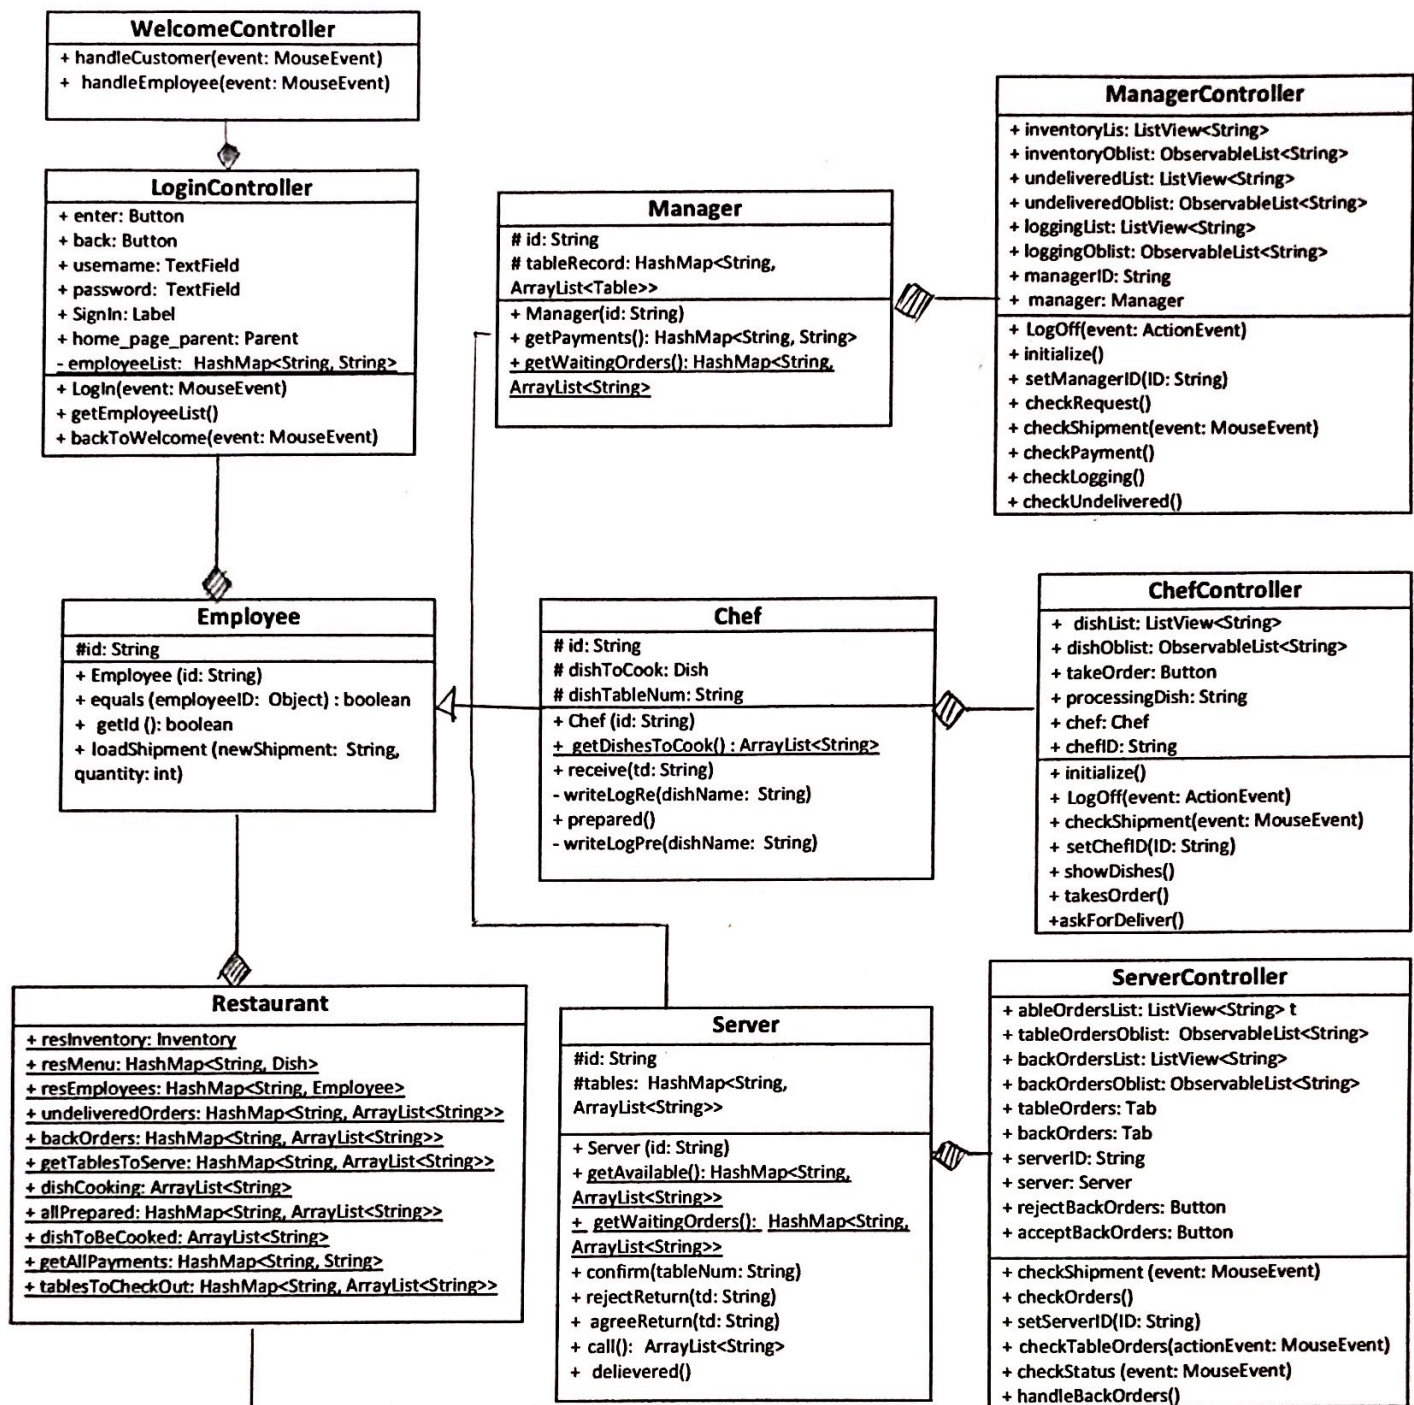 WelcomeController
+ handleCustomer(event: MouseEvent)
+ handleEmployee(event: MouseEvent)
LoginController
+ enter: Button
+ back: Button
+ username: TextField
+ password: TextField
+ SignIn: Label
+ home_page_parent: Parent
- employeeList: HashMap<String, String>
+ LogIn(event: MouseEvent)
+ getEmployeeList()
+ backToWelcome(event: MouseEvent)
Manager
# id: String
# tableRecord: HashMap<String,
ArrayList<Table>>
+ Manager(id: String)
+ getPayments(): HashMap<String, String>
+ getWaitingOrders(): HashMap<String,
ArrayList<String>
ManagerController
+ inventoryLis: ListView<String>
+ inventoryOblist: ObservableList<String>
+ undeliveredList: ListView<String>
+ undeliveredOblist: ObservableList<String>
+ loggingList: ListView<String>
+ loggingOblist: ObservableList<String>
+ managerID: String
+ manager: Manager
+ LogOff(event: ActionEvent)
+ initialize()
+ setManagerID(ID: String)
+ checkRequest()
+ checkShipment(event: MouseEvent)
+ checkPayment()
+ checkLogging()
+ checkUndelivered()
Employee
#id: String
+ Employee (id: String)
+ equals (employeeID: Object) : boolean
+ getId (): boolean
+ loadShipment (newShipment: String,
quantity: int)
Chef
# id: String
# dishToCook: Dish
# dishTableNum: String
+ Chef (id: String)
+ getDishesToCook() : ArrayList<String>
+ receive(td: String)
- writeLogRe(dishName: String)
+ prepared()
- writeLogPre(dishName: String)
ChefController
+ dishList: ListView<String>
+ dishOblist: ObservableList<String>
+ takeOrder: Button
+ processingDish: String
+ chef: Chef
+ chefID: String
+ initialize()
+ LogOff(event: ActionEvent)
+ checkShipment(event: MouseEvent)
+ setChefID(ID: String)
+ showDishes()
+ takesOrder()
+askForDeliver()
Restaurant
+ resInventory: Inventory
+ resMenu: HashMap<String, Dish>
+ resEmployees: HashMap<String, Employee>
+ undeliveredOrders: HashMap<String, ArrayList<String>>
+ backOrders: HashMap<String, ArrayList<String>>
+ getTablesToServe: HashMap<String, ArrayList<String>>
+ dishCooking: ArrayList<String>
+ allPrepared: HashMap<String, ArrayList<String>>
+ dishToBeCooked: ArrayList<String>
+ getAllPayments: HashMap<String, String>
+ tablesToCheckOut: HashMap<String, ArrayList<String>>
Server
#id: String
#tables: HashMap<String,
ArrayList<String>>
+ Server (id: String)
+ getAvailable(): HashMap<String,
ArrayList<String>>
+ getWaitingOrders(): HashMap<String,
ArrayList<String>>
+ confirm(tableNum: String)
+ rejectReturn(td: String)
+ agreeReturn(td: String)
+ call(): ArrayList<String>
+ delievered()
ServerController
+ ableOrdersList: ListView<String> t
+ tableOrdersOblist: ObservableList<String>
+ backOrdersList: ListView<String>
+ backOrdersOblist: ObservableList<String>
+ tableOrders: Tab
+ backOrders: Tab
+ serverID: String
+ server: Server
+ rejectBackOrders: Button
+ acceptBackOrders: Button
+ checkShipment (event: MouseEvent)
+ checkOrders()
+ setServerID(ID: String)
+ checkTableOrders(actionEvent: MouseEvent)
+ checkStatus (event: MouseEvent)
+ handleBackOrders()